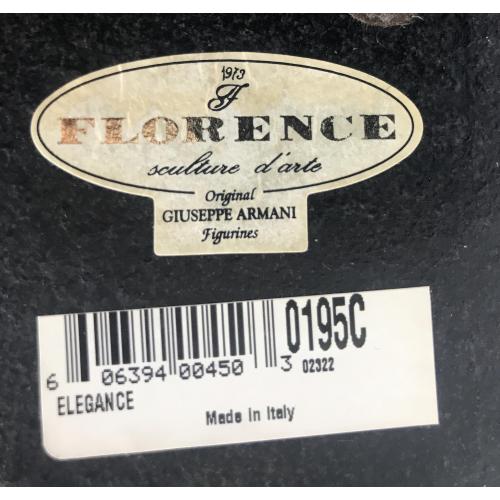 1973
F
FLORENCE
sculture d'arte
Original
GIUSEPPE ARMANI
Figurines
0195C
6 06394 00450 3 02322
ELEGANCE
Made in Italy